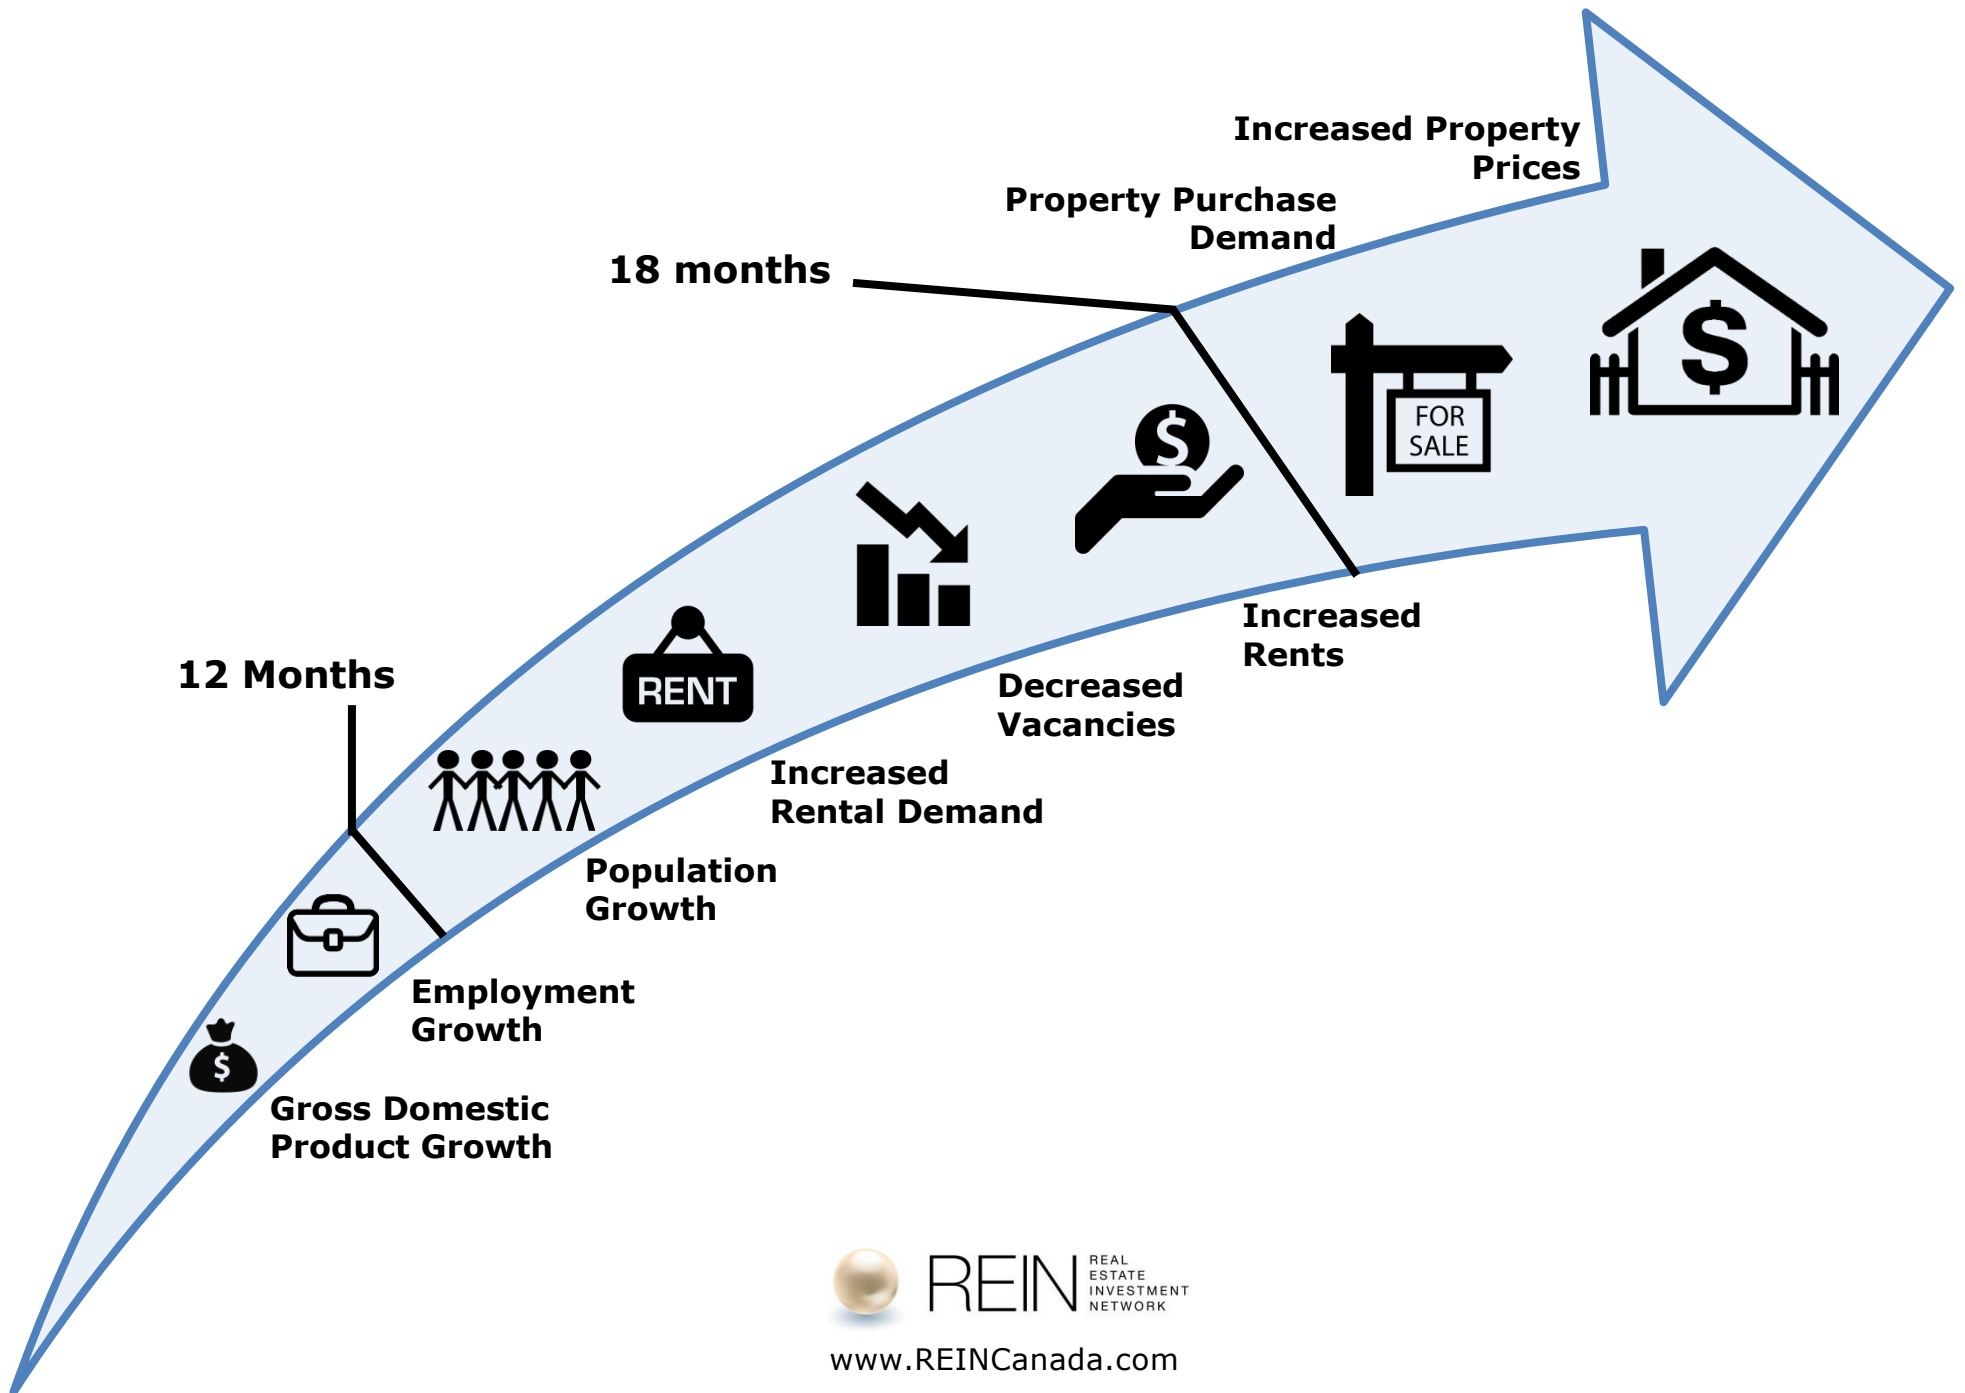 Increased Property
Prices
Property Purchase
Demand
18 months
$
FOR
SALE
$
Increased
Rents
RENT
12 Months
Decreased
Vacancies
Increased
Rental Demand
Population
Growth
Employment
Growth
$
Gross Domestic
Product Growth
REIN
REAL
ESTATE
INVESTMENT
NETWORK
www.REINCanada.com